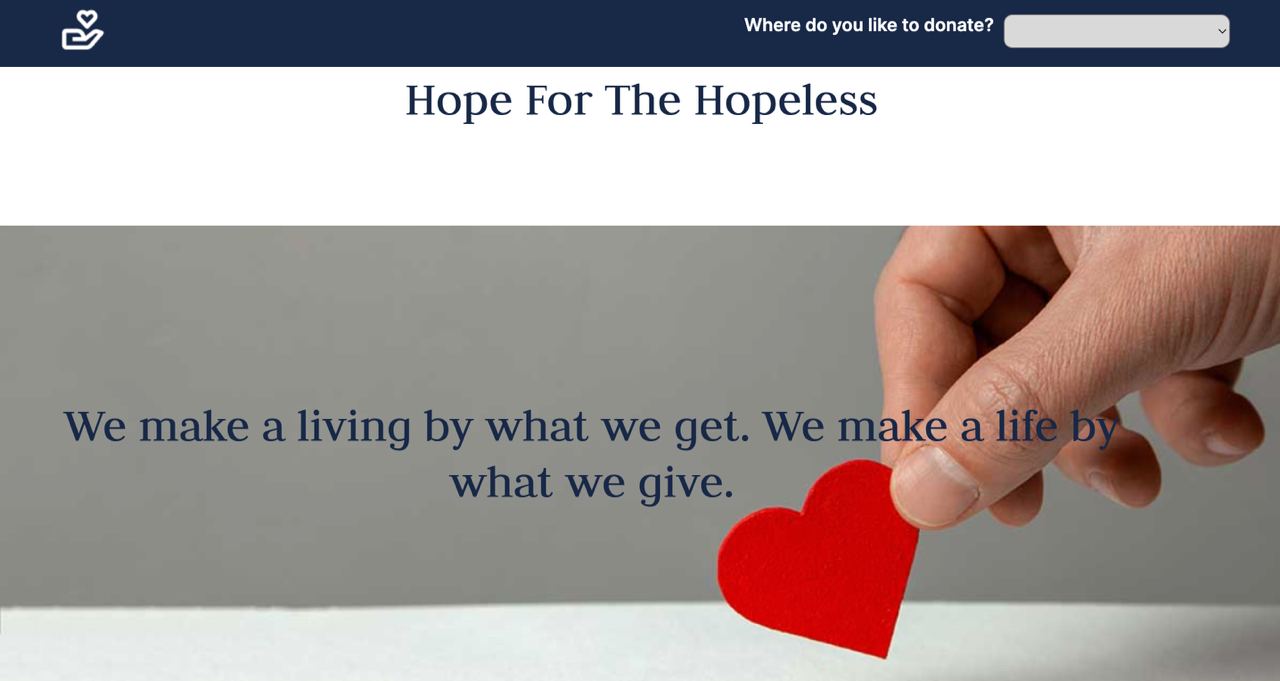 Where do you like to donate?
Hope For The Hopeless
We make a living by what we get. We make a life by
what we give.